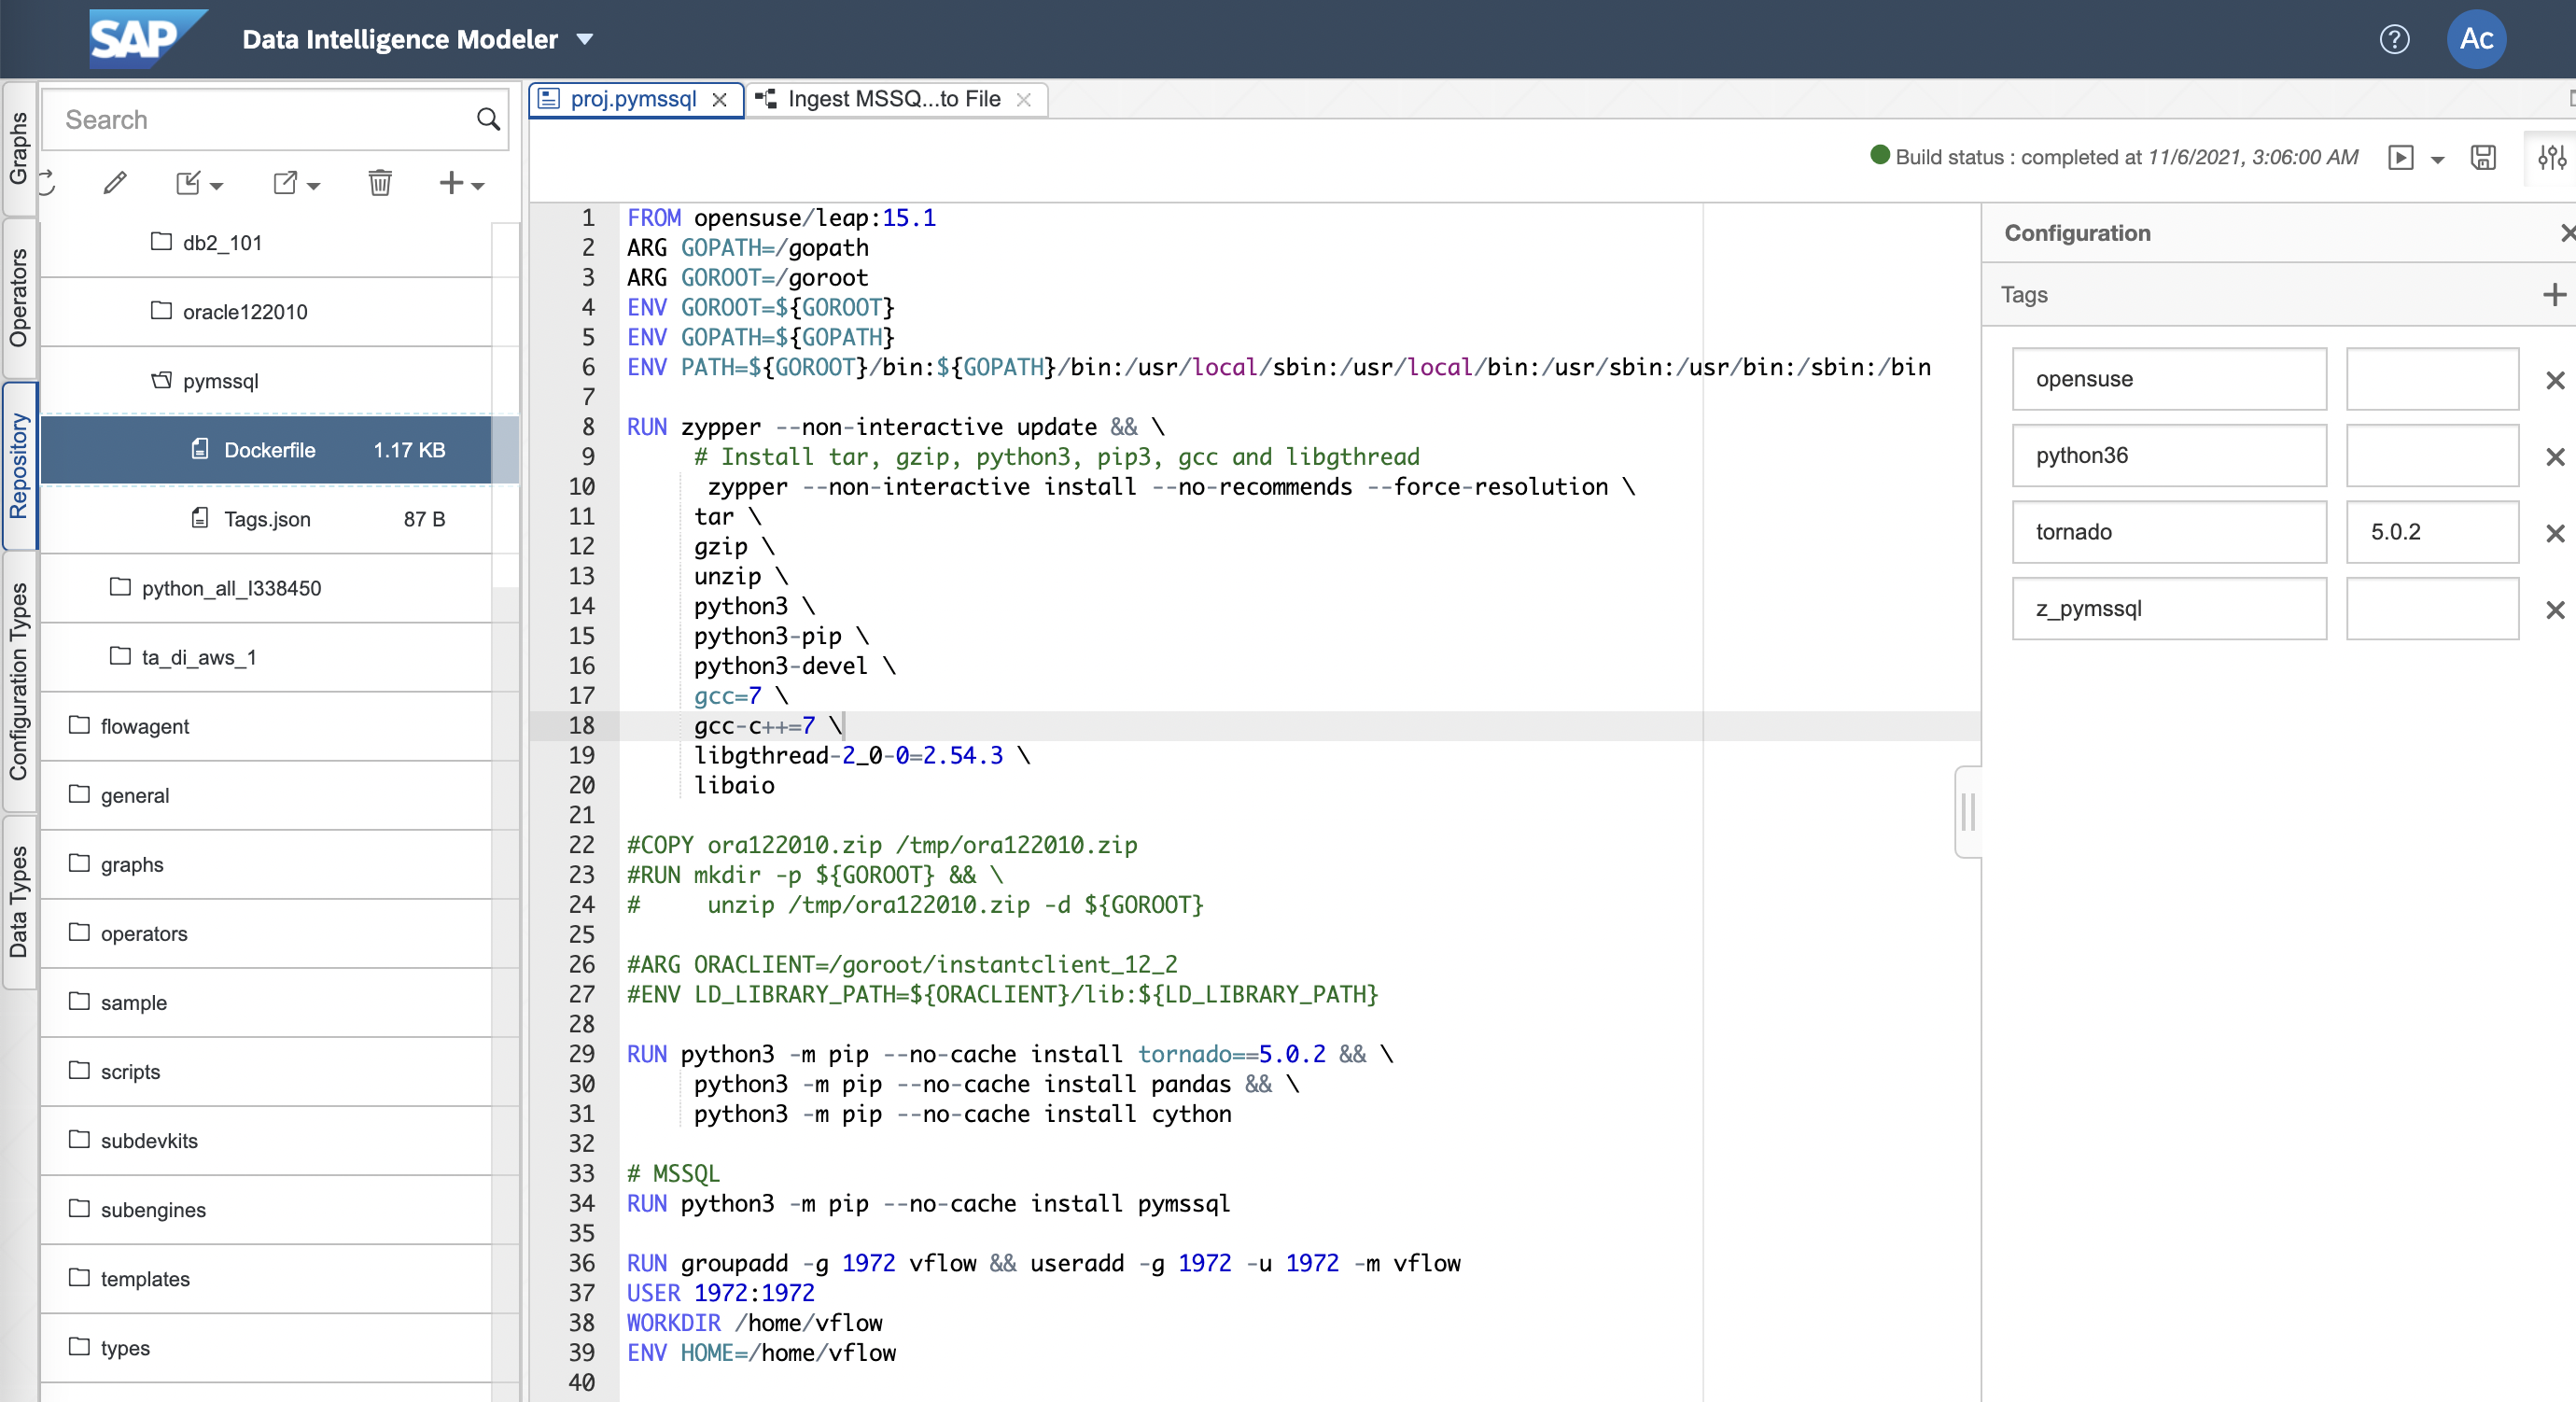 SAP Data Intelligence Modeler ? Ac
Graphs
Operators
Repository
Configuration Types
Data Types
Search
db2_101
oracle122010
pymssql
Dockerfile 1.17 KB
Tags.json 87 B
python_all_I338450
ta_di_aws_1
flowagent
general
graphs
operators
sample
scripts
subdevkits
subengines
templates
types
proj.pymssql Ingest MSSQ...to File
Build status : completed at 11/6/2021, 3:06:00 AM
1 FROM opensuse/leap:15.1
2 ARG GOPATH=/gopath
3 ARG GOROOT=/goroot
4 ENV GOROOT=${GOROOT}
5 ENV GOPATH=${GOPATH}
6 ENV PATH=${GOROOT}/bin:${GOPATH}/bin:/usr/local/sbin:/usr/local/bin:/usr/sbin:/usr/bin:/sbin:/bin
7
8 RUN zypper --non-interactive update && \
9 # Install tar, gzip, python3, pip3, gcc and libgthread
10 zypper --non-interactive install --no-recommends --force-resolution \
11 tar \
12 gzip \
13 unzip \
14 python3 \
15 python3-pip \
16 python3-devel \
17 gcc=7 \
18 gcc-c++=7 \
19 libgthread-2_0-0=2.54.3 \
20 libaio
21
22 #COPY ora122010.zip /tmp/ora122010.zip
23 #RUN mkdir -p ${GOROOT} && \
24 # unzip /tmp/ora122010.zip -d ${GOROOT}
25
26 #ARG ORACLIENT=/goroot/instantclient_12_2
27 #ENV LD_LIBRARY_PATH=${ORACLIENT}/lib:${LD_LIBRARY_PATH}
28
29 RUN python3 -m pip --no-cache install tornado==5.0.2 && \
30 python3 -m pip --no-cache install pandas && \
31 python3 -m pip --no-cache install cython
32
33 # MSSQL
34 RUN python3 -m pip --no-cache install pymssql
35
36 RUN groupadd -g 1972 vflow && useradd -g 1972 -u 1972 -m vflow
37 USER 1972:1972
38 WORKDIR /home/vflow
39 ENV HOME=/home/vflow
40
Configuration
Tags
opensuse
python36
tornado 5.0.2
z_pymssql